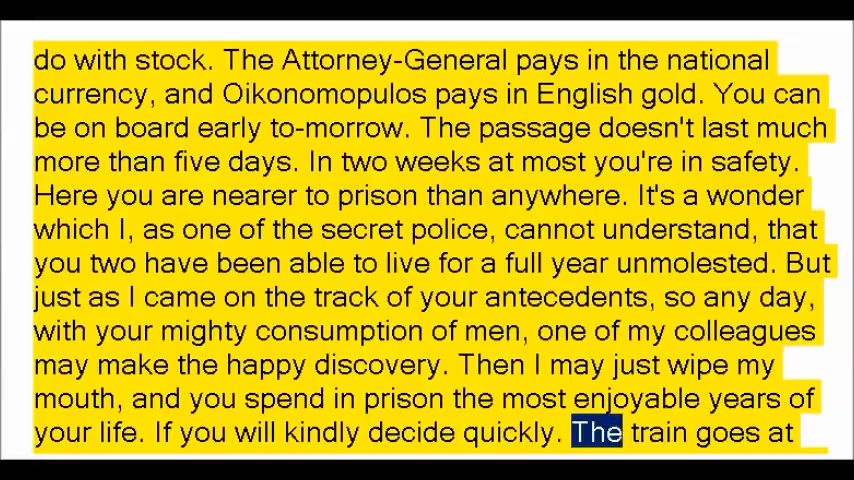 do with stock. The Attorney-General pays in the national
currency, and Oikonomopulos pays in English gold. You can
be on board early to-morrow. The passage doesn't last much
more than five days. In two weeks at most you're in safety.
Here you are nearer to prison than anywhere. It's a wonder
which I, as one of the secret police, cannot understand, that
you two have been able to live for a full year unmolested. But
just as I came on the track of your antecedents, so any day,
with your mighty consumption of men, one of my colleagues
may make the happy discovery. Then I may just wipe my
mouth, and you spend in prison the most enjoyable years of
your life. If you will kindly decide quickly. The train goes at